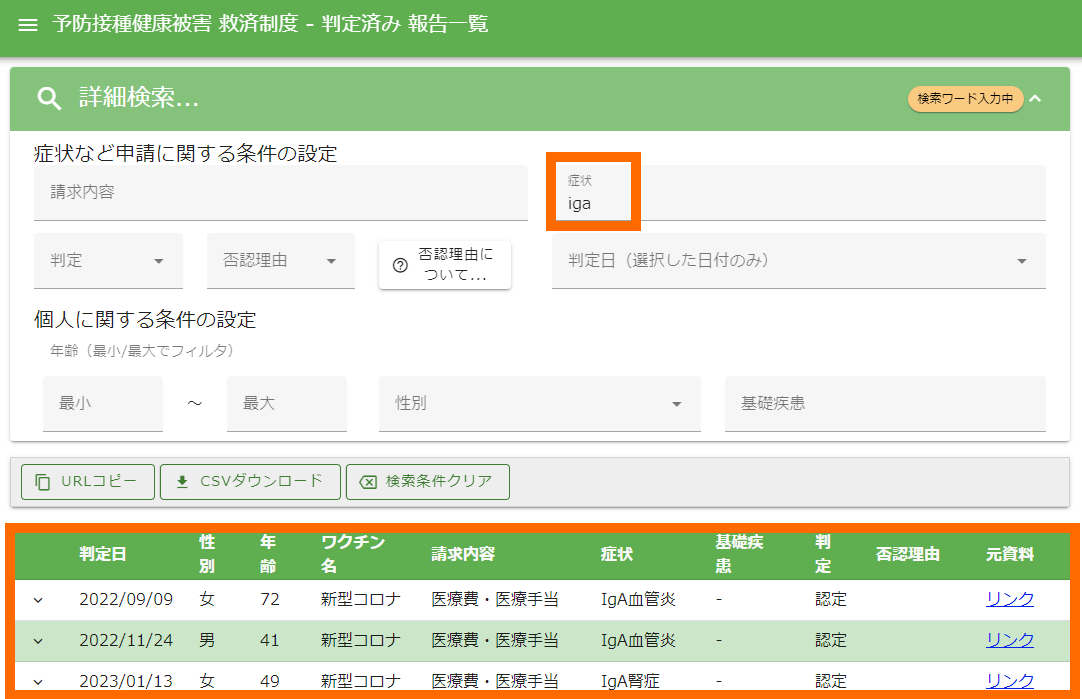 予防接種健康被害 救済制度 - 判定済み 報告一覧
詳細検索...
検索ワード入力中
症状など申請に関する条件の設定
請求内容
症状
iga
判定
否認理由
否認理由に
ついて...
判定日（選択した日付のみ）
個人に関する条件の設定
年齢（最小/最大でフィルタ）
最小 ～ 最大 性別 基礎疾患
URLコピー CSVダウンロード 検索条件クリア
判定日 性別 年齢 ワクチン名 請求内容 症状 基礎疾患 判定 否認理由 元資料
2022/09/09 女 72 新型コロナ 医療費・医療手当 IgA血管炎 - 認定 リンク
2022/11/24 男 41 新型コロナ 医療費・医療手当 IgA血管炎 - 認定 リンク
2023/01/13 女 49 新型コロナ 医療費・医療手当 IgA腎症 - 認定 リンク